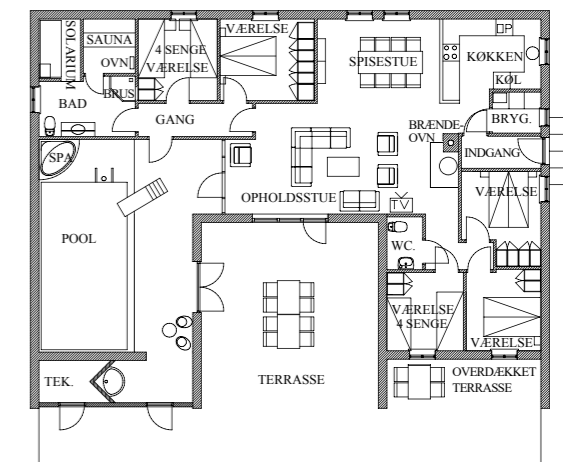 SOLARIUM
SAUNA
OVN
4 SENGE
VÆRELSE
VÆRELSE
SPISESTUE
KØKKEN
KØL
BAD
BRUS
GANG
BRÆNDE-
OVN
BRYG.
INDGANG
SPA
VÆRELSE
OPHOLDSSTUE
TV
POOL
WC.
VÆRELSE
4 SENGE
VÆRELSE
TEK.
TERRASSE
OVERDÆKKET
TERRASSE